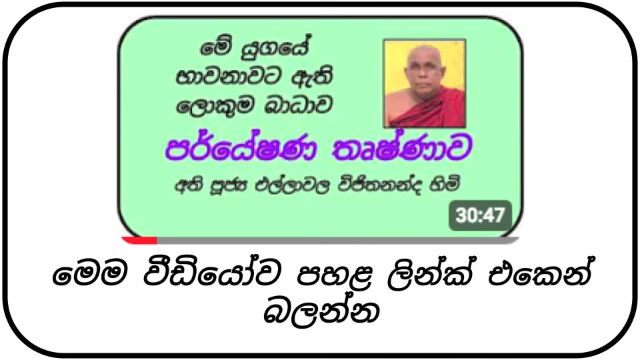 මේ යුගයේ
භාවනාවට ඇති
ලොකුම බාධාව
පර්යේෂණ තෘෂ්ණාව
අති පූජ්‍ය එල්ලාවල විජිතනන්ද හිමි
30:47
මෙම වීඩියෝව පහළ ලින්ක් එකෙන්
බලන්න